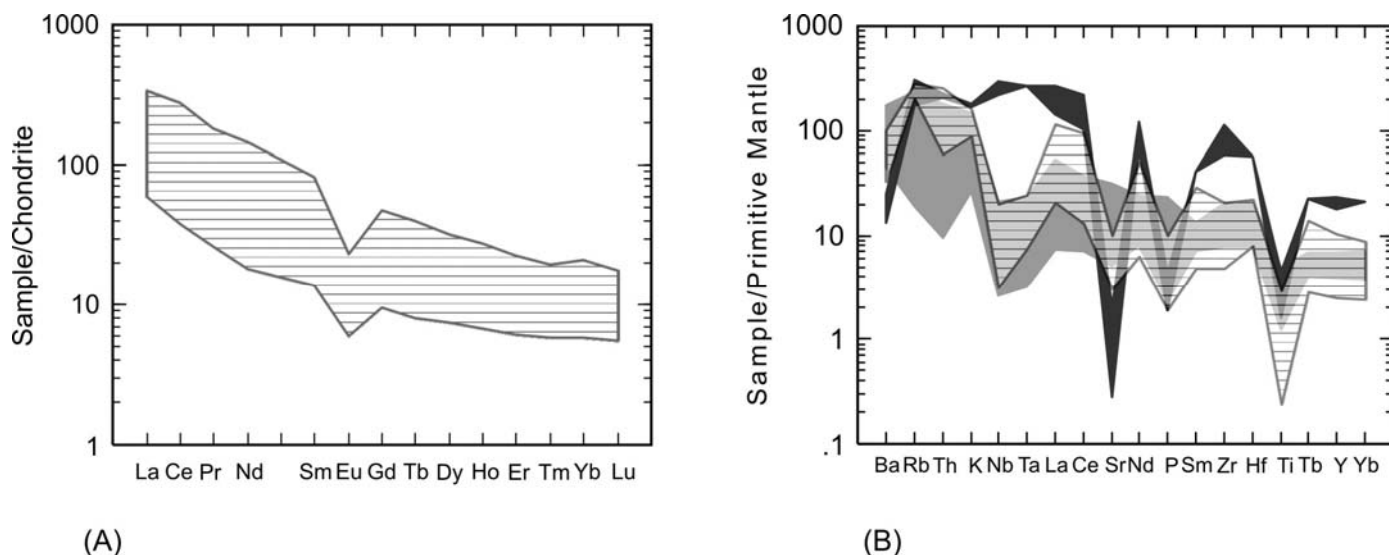 1000
100
10
1
Sample/Chondrite
La Ce Pr Nd Sm Eu Gd Tb Dy Ho Er Tm Yb Lu
(A)
1000
100
10
1
.1
Sample/Primitive Mantle
Ba Rb Th K Nb Ta La Ce Sr Nd P Sm Zr Hf Ti Tb Y Yb
(B)